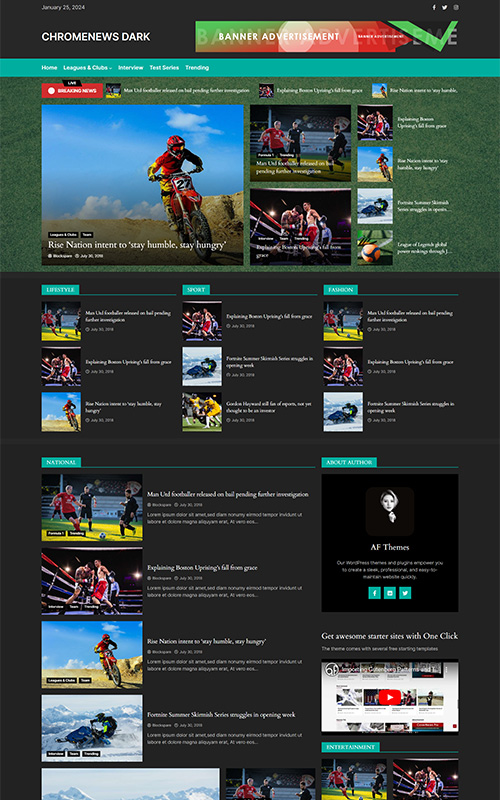 January 25, 2024
CHROMENEWS DARK
BANNER ADVERTISEMENT
BANNER ADVERTISEMENT
Home Leagues & Clubs Interview Test Series Trending
LIVE
BREAKING NEWS
Man Utd footballer released on bail pending further investigation
Explaining Boston Uprising's fall from grace
Rise Nation intent to 'stay humble,
Leagues & Clubs Team
Rise Nation intent to 'stay humble, stay hungry'
Blockspare July 30, 2018
Formula 1 Trending
Man Utd footballer released on bail
pending further investigation
Interview Team Trending
Explaining Boston Uprising's fall from
grace
Explaining Boston
Uprising's fall from grace
Rise Nation intent to 'stay
humble, stay hungry'
Fortnite Summer Skirmish
Series struggles in openin...
League of Legends global
power rankings through J...
LIFESTYLE
Man Utd footballer released on bail pending
further investigation
July 30, 2018
Explaining Boston Uprising's fall from grace
July 30, 2018
Rise Nation intent to 'stay humble, stay
hungry'
July 30, 2018
SPORT
Explaining Boston Uprising's fall from grace
July 30, 2018
Fortnite Summer Skirmish Series struggles in
opening week
July 30, 2018
Gordon Hayward still fan of esports, not yet
thought to be an investor
July 30, 2018
FASHION
Man Utd footballer released on bail pending
further investigation
July 30, 2018
Explaining Boston Uprising's fall from grace
July 30, 2018
Fortnite Summer Skirmish Series struggles in
opening week
July 30, 2018
NATIONAL
Formula 1 Trending
Man Utd footballer released on bail pending further investigation
Blockspare July 30, 2018
Lorem ipsum dolor sit amet,sed diam nonumy eirmod tempor invidunt ut
labore et dolore magna aliquyam erat, At vero eos...
Interview Team Trending
Explaining Boston Uprising's fall from grace
Blockspare July 30, 2018
Lorem ipsum dolor sit amet,sed diam nonumy eirmod tempor invidunt ut
labore et dolore magna aliquyam erat, At vero eos...
Leagues & Clubs Team
Rise Nation intent to 'stay humble, stay hungry'
Blockspare July 30, 2018
Lorem ipsum dolor sit amet,sed diam nonumy eirmod tempor invidunt ut
labore et dolore magna aliquyam erat, At vero eos...
Interview Team Trending
Fortnite Summer Skirmish Series struggles in opening week
Blockspare July 30, 2018
Lorem ipsum dolor sit amet,sed diam nonumy eirmod tempor invidunt ut
labore et dolore magna aliquyam erat, At vero eos...
ABOUT AUTHOR
AF Themes
Our WordPress themes and plugins empower you
to create a sleek, professional, and easy-to-
maintain website quickly.
Get awesome starter sites with One Click
The theme comes with several free starting templates
Importing Gutenberg Patterns and T...
ENTERTAINMENT